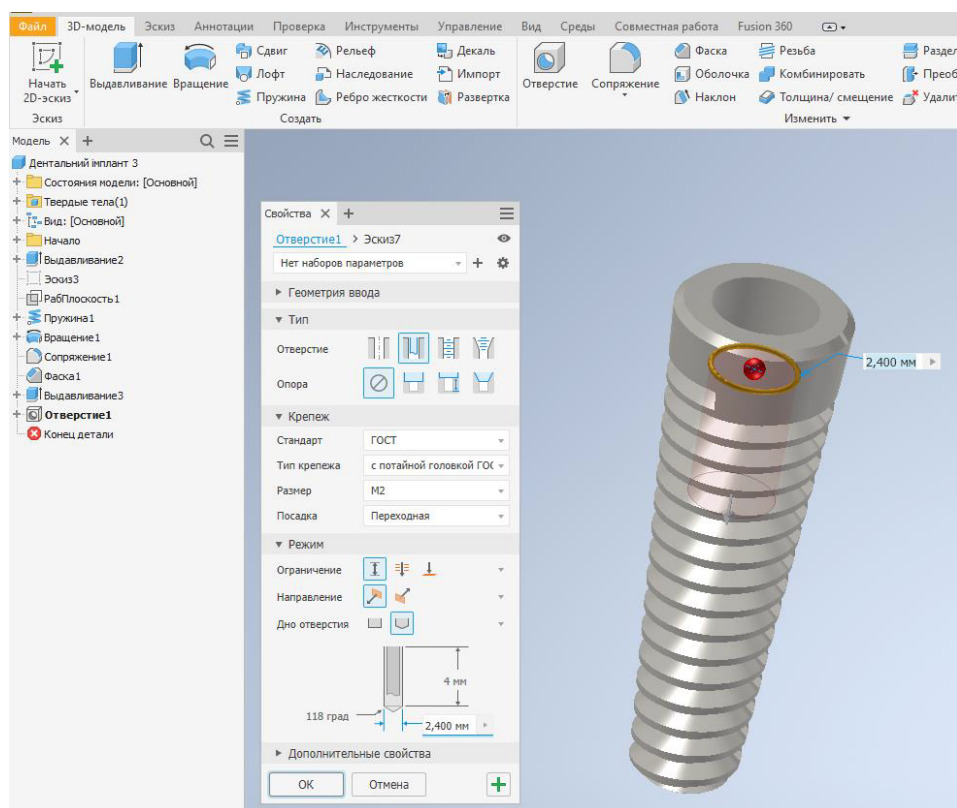 Файл 3D-модель Эскиз Аннотации Проверка Инструменты Управление Вид Среды Совместная работа Fusion 360
Начать 2D-эскиз
Выдавливание
Вращение
Сдвиг
Рельеф
Декаль
Лофт
Наследование
Импорт
Пружина
Ребро жесткости
Развертка
Отверстие
Сопряжение
Фаска
Резьба
Оболочка
Комбинировать
Наклон
Толщина/ смещение
Эскиз
Создать
Изменить
Модель
Дентальний імплант 3
Состояния модели: [Основной]
Твердые тела(1)
Вид: [Основной]
Начало
Выдавливание2
Эскиз3
РабПлоскость1
Пружина1
Вращение1
Сопряжение1
Фаска1
Выдавливание3
Отверстие1
Конец детали
Свойства
Отверстие1 > Эскиз7
Нет наборов параметров
Геометрия ввода
Тип
Отверстие
Опора
Крепеж
Стандарт ГОСТ
Тип крепежа с потайной головкой
Размер M2
Посадка Переходная
Режим
Ограничение
Направление
Дно отверстия
4 мм
118 град
2,400 мм
Дополнительные свойства
ОК Отмена
2,400 мм